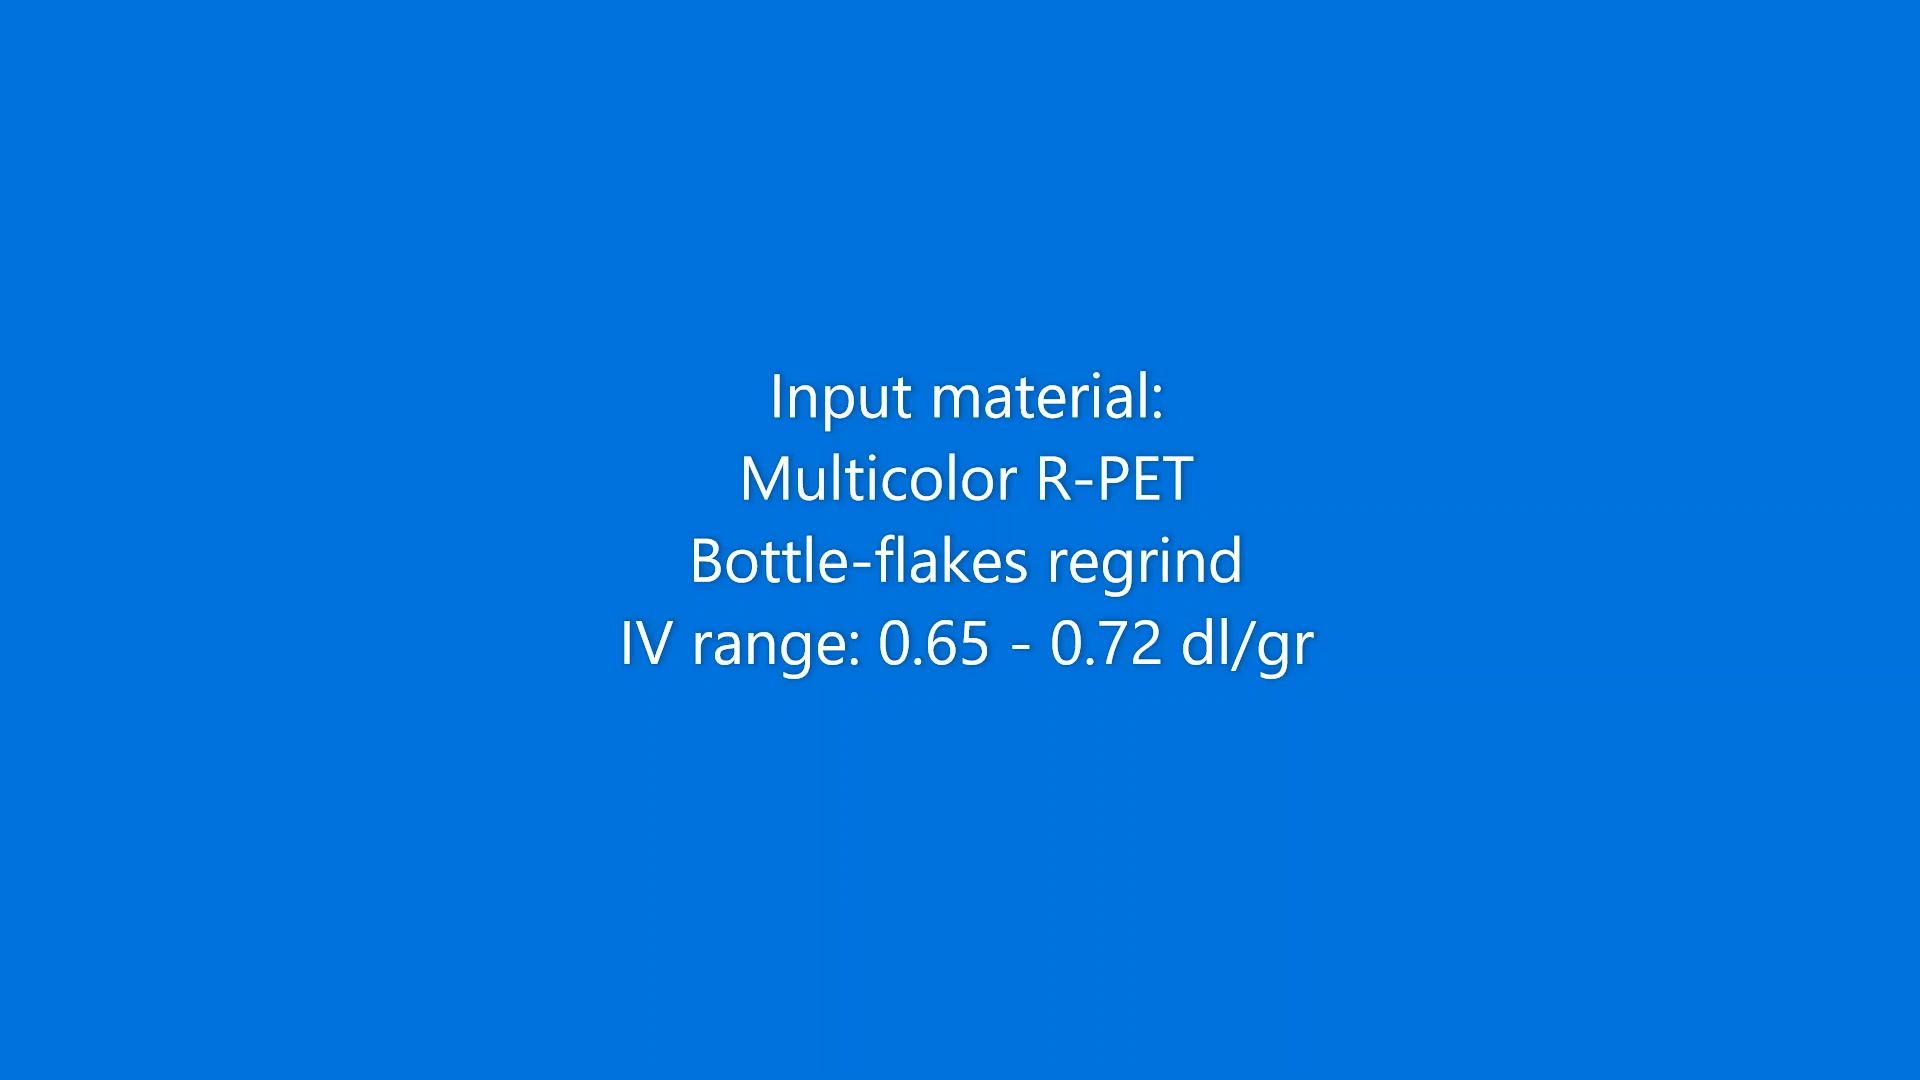 Input material:
Multicolor R-PET
Bottle-flakes regrind
IV range: 0.65 - 0.72 dl/gr